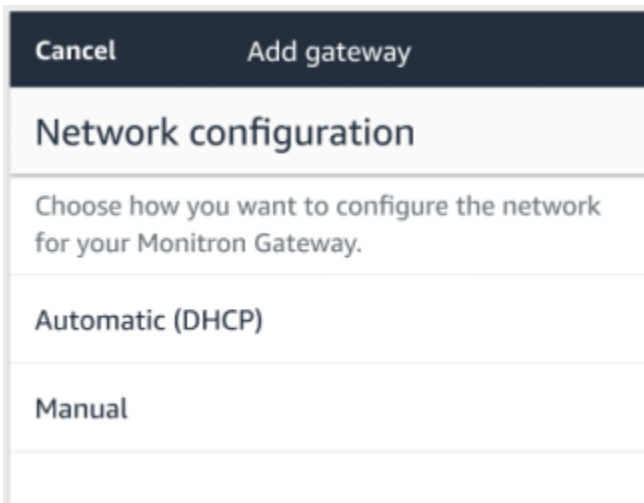 Cancel Add gateway
Network configuration
Choose how you want to configure the network
for your Monitron Gateway.
Automatic (DHCP)
Manual